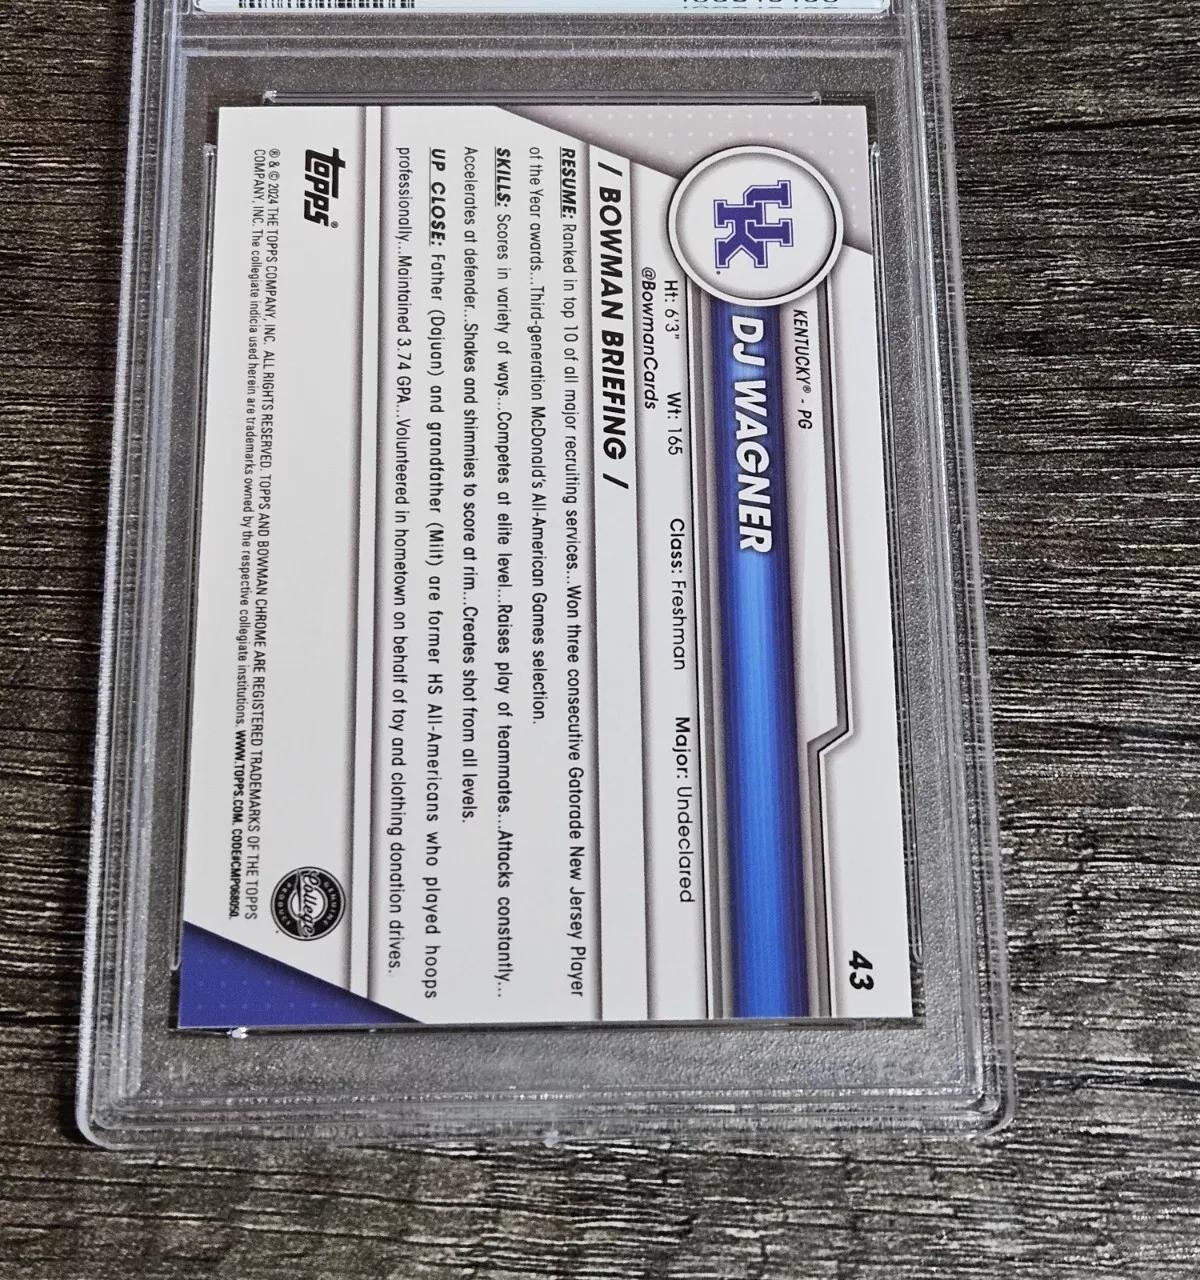 43
KENTUCKY® - PG
UK
DJ WAGNER
Ht: 6'3" Wt: 165 Class: Freshman Major: Undeclared
@BowmanCards
/ BOWMAN BRIEFING /
RESUME: Ranked in top 10 of all major recruiting services...Won three consecutive Gatorade New Jersey Player
of the Year awards...Third-generation McDonald's All-American Games selection.
SKILLS: Scores in variety of ways...Competes at elite level...Raises play of teammates...Attacks constantly...
Accelerates at defender...Shakes and shimmies to score at rim...Creates shot from all levels.
UP CLOSE: Father (Dajuan) and grandfather (Milt) are former HS All-Americans who played hoops
professionally...Maintained 3.74 GPA...Volunteered in hometown on behalf of toy and clothing donation drives.
topps®
College
® & © 2024 THE TOPPS COMPANY, INC. ALL RIGHTS RESERVED. TOPPS AND BOWMAN CHROME ARE REGISTERED TRADEMARKS OF THE TOPPS
COMPANY, INC. The collegiate indicia used herein are trademarks owned by the respective collegiate institutions. WWW.TOPPS.COM. CODE#CMP068050.